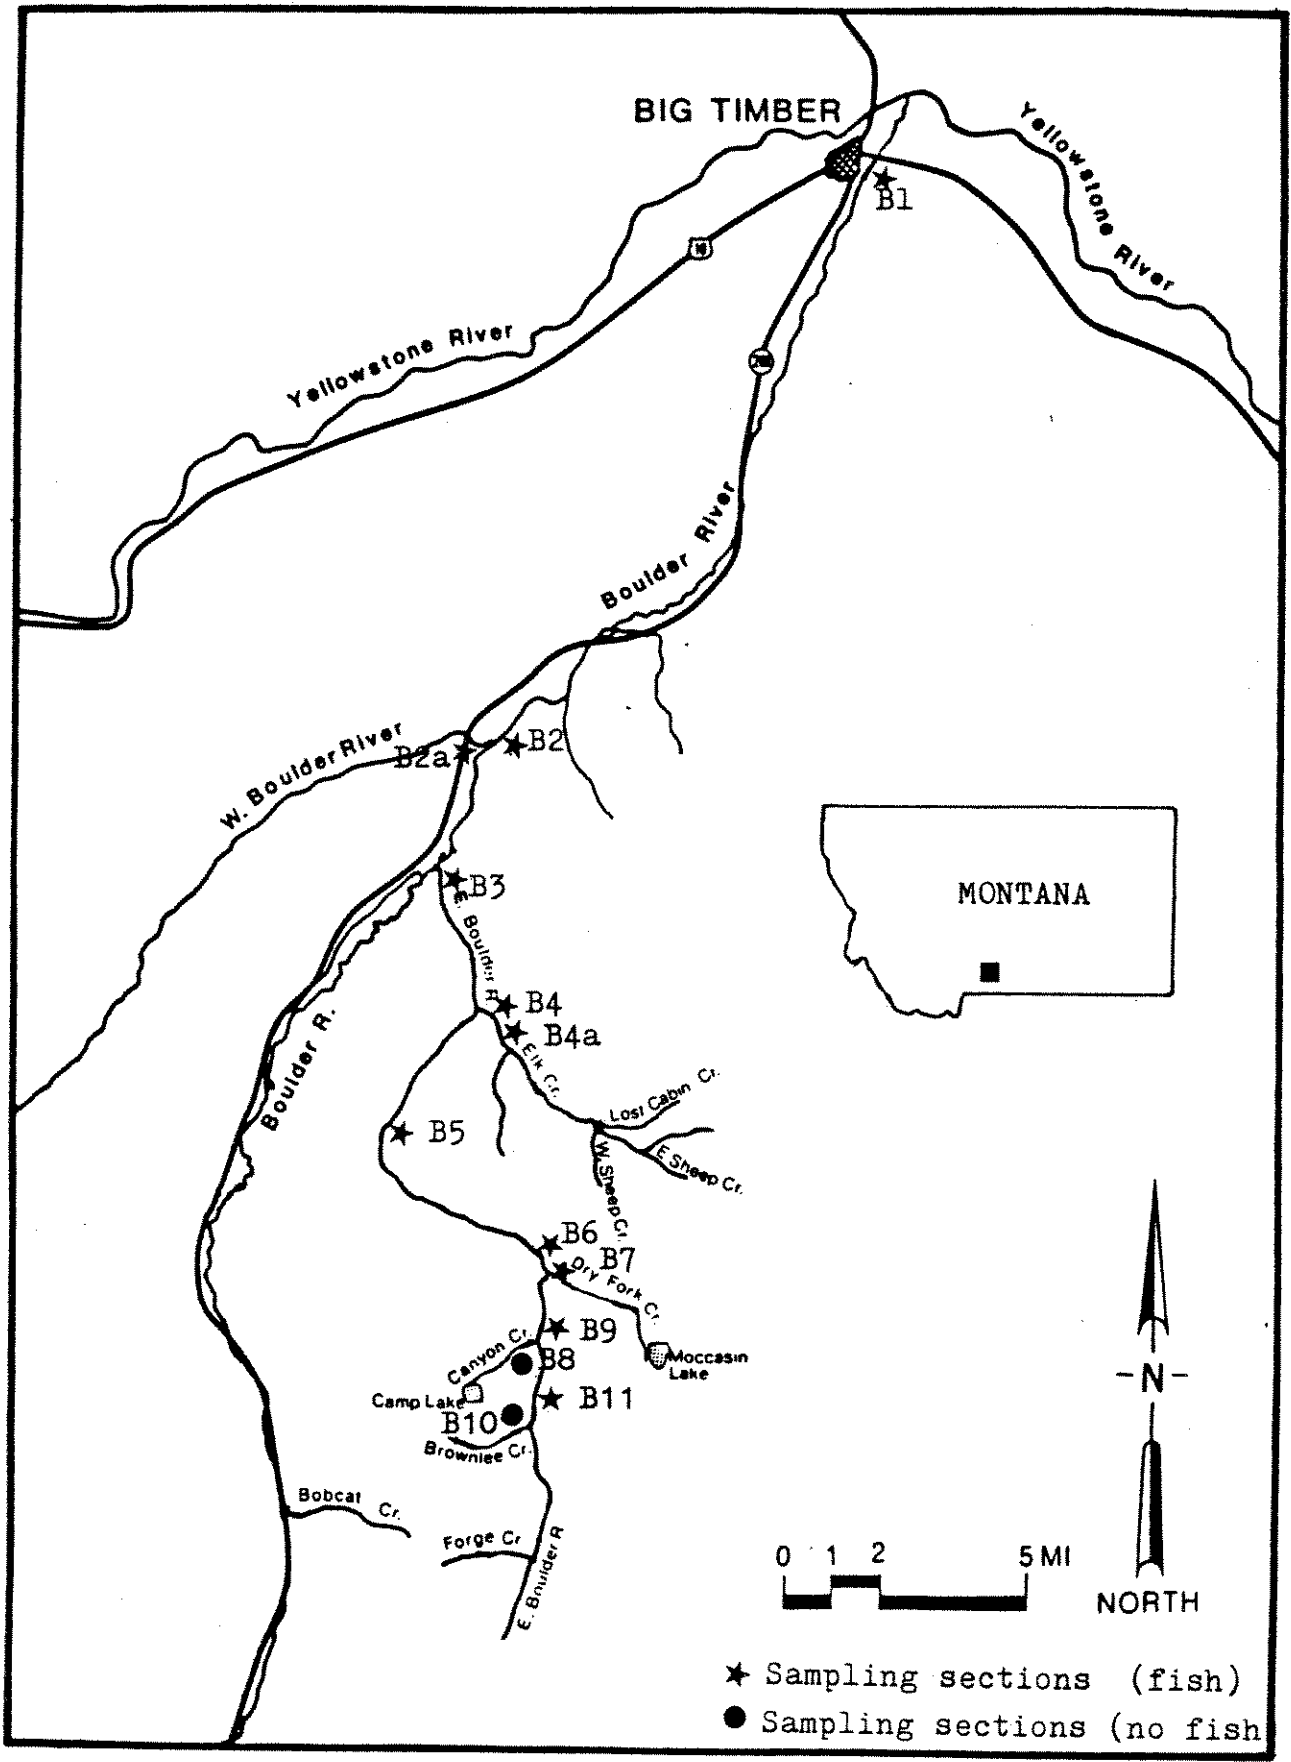 BIG TIMBER
Yellowstone River
B1
10
Yellowstone River
Boulder River
W. Boulder River
B2a
B2
B3
E. Boulder R.
MONTANA
B4
B4a
Elk Cr.
Boulder R.
Lost Cabin Cr.
B5
E Sheep Cr.
W. Sheep Cr.
B6
B7
Dry Fork Cr.
B9
Canyon Cr.
B8
Moccasin
Lake
Camp Lake
B11
B10
Brownlee Cr.
-N-
Bobcat Cr.
Forge Cr
E. Boulder R
0 1 2 5 MI
NORTH
Sampling sections (fish)
Sampling sections (no fish